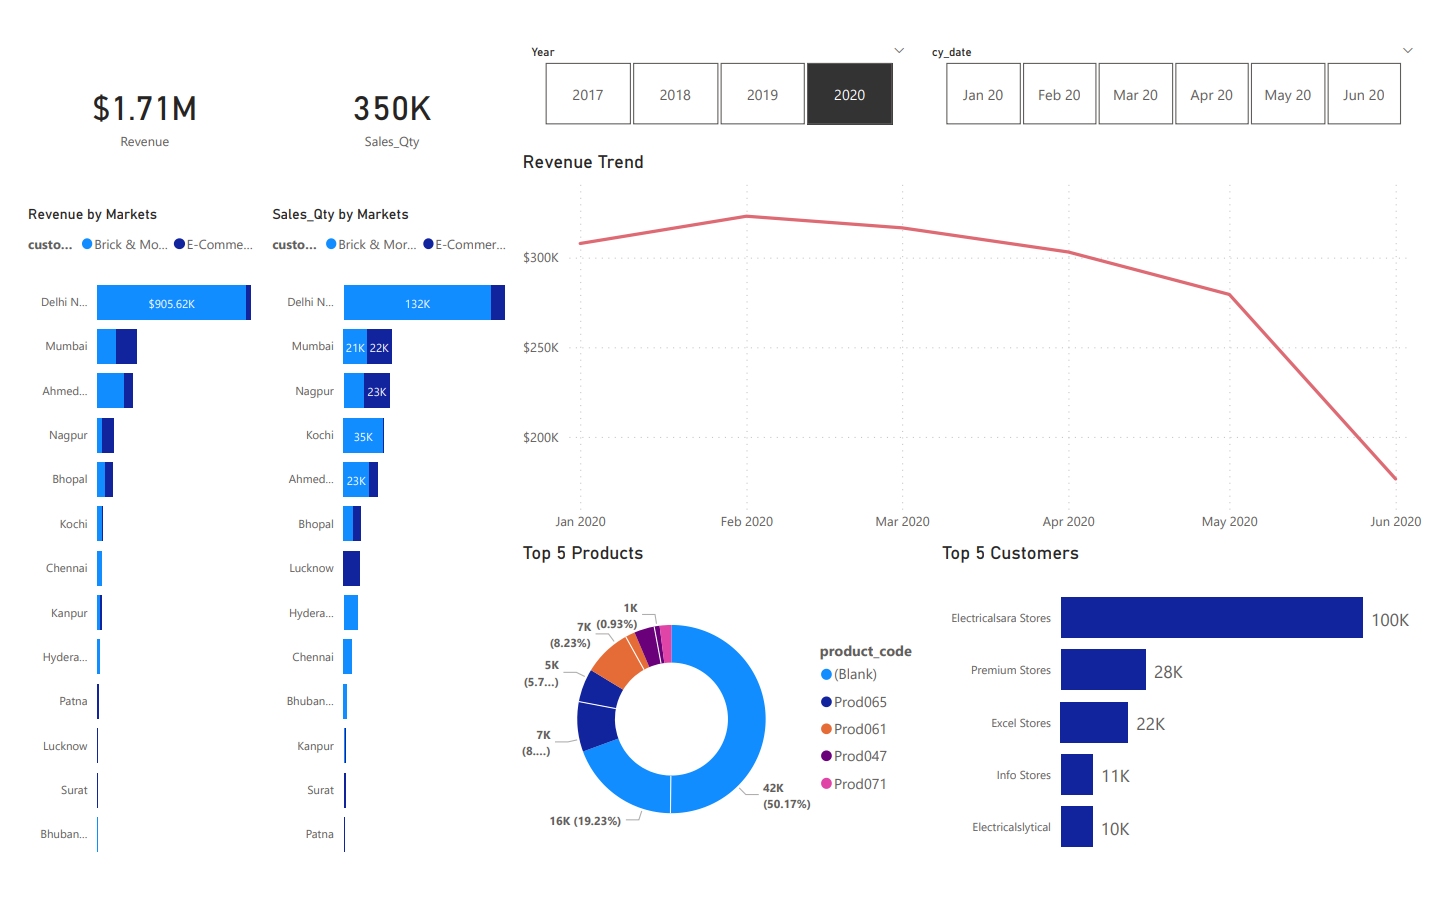 Year
cy_date
2017 2018 2019 2020
Jan 20 Feb 20 Mar 20 Apr 20 May 20 Jun 20
$1.71M
Revenue
350K
Sales_Qty
Revenue by Markets
custo... Brick & Mo... E-Comme...
Delhi N... $905.62K
Mumbai
Ahmed...
Nagpur
Bhopal
Kochi
Chennai
Kanpur
Hydera...
Patna
Lucknow
Surat
Bhuban...
Sales_Qty by Markets
custo... Brick & Mor... E-Commer...
Delhi N... 132K
Mumbai 21K 22K
Nagpur 23K
Kochi 35K
Ahmed... 23K
Bhopal
Lucknow
Hydera...
Chennai
Bhuban...
Kanpur
Surat
Patna
Revenue Trend
$300K
$250K
$200K
Jan 2020 Feb 2020 Mar 2020 Apr 2020 May 2020 Jun 2020
Top 5 Products
1K
(0.93%)
7K
(8.23%)
5K
(5.7...)
7K
(8....)
16K (19.23%)
42K
(50.17%)
product_code
(Blank)
Prod065
Prod061
Prod047
Prod071
Top 5 Customers
Electricalsara Stores 100K
Premium Stores 28K
Excel Stores 22K
Info Stores 11K
Electricalslytical 10K